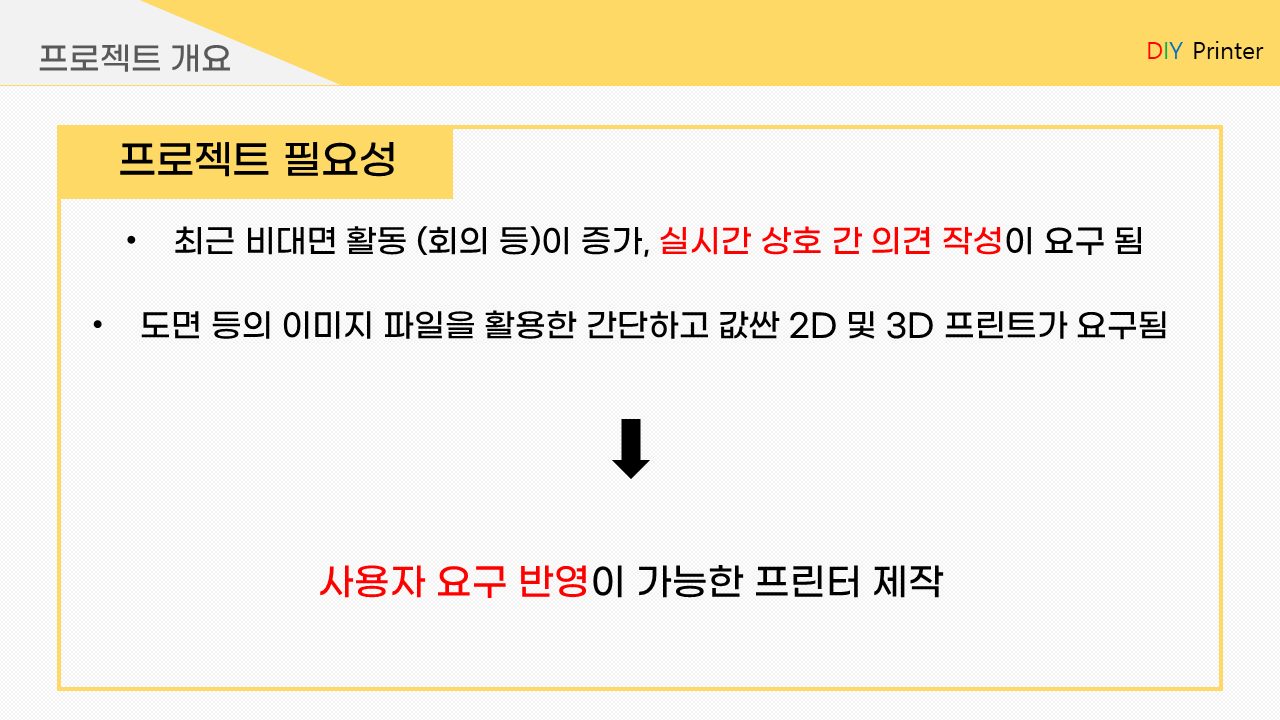 프로젝트 개요
DIY Printer
프로젝트 필요성
• 최근 비대면 활동 (회의 등)이 증가, 실시간 상호 간 의견 작성이 요구 됨
• 도면 등의 이미지 파일을 활용한 간단하고 값싼 2D 및 3D 프린트가 요구됨
사용자 요구 반영이 가능한 프린터 제작